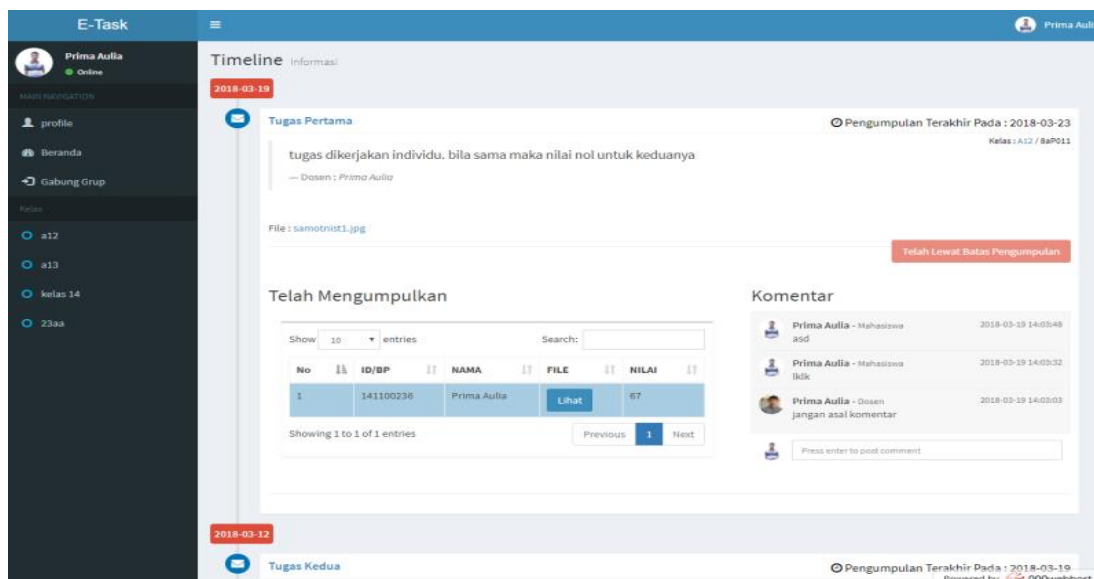 E-Task
Prima Auli
Prima Aulia
Online
MAIN NAVIGATION
profile
Beranda
Gabung Grup
Kelas
a12
a13
kelas 14
23aa
Timeline Informasi
2018-03-19
Tugas Pertama
Pengumpulan Terakhir Pada : 2018-03-23
Kelas : A12 / BaP011
tugas dikerjakan individu. bila sama maka nilai nol untuk keduanya
— Dosen : Prima Aulia
File : samotnist1.jpg
Telah Lewat Batas Pengumpulan
Telah Mengumpulkan
Show 10 entries Search:
No ID/BP NAMA FILE NILAI
1 141100236 Prima Aulia Lihat 67
Showing 1 to 1 of 1 entries Previous 1 Next
Komentar
Prima Aulia - Mahasiswa 2018-03-19 14:03:48
asd
Prima Aulia - Mahasiswa 2018-03-19 14:03:32
lklk
Prima Aulia - Dosen 2018-03-19 14:03:03
jangan asal komentar
Press enter to post comment
2018-03-12
Tugas Kedua
Pengumpulan Terakhir Pada : 2018-03-19
Powered by 000webhost